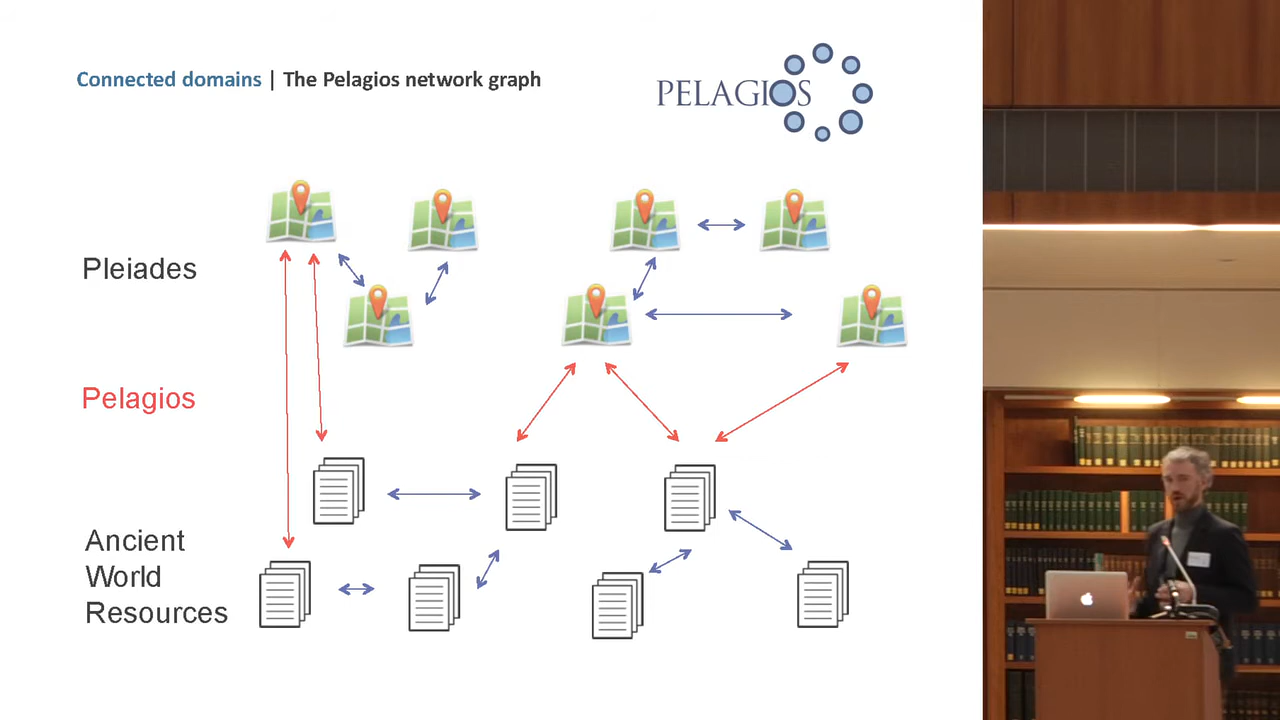 Connected domains | The Pelagios network graph
PELAGIOS
Pleiades
Pelagios
Ancient
World
Resources